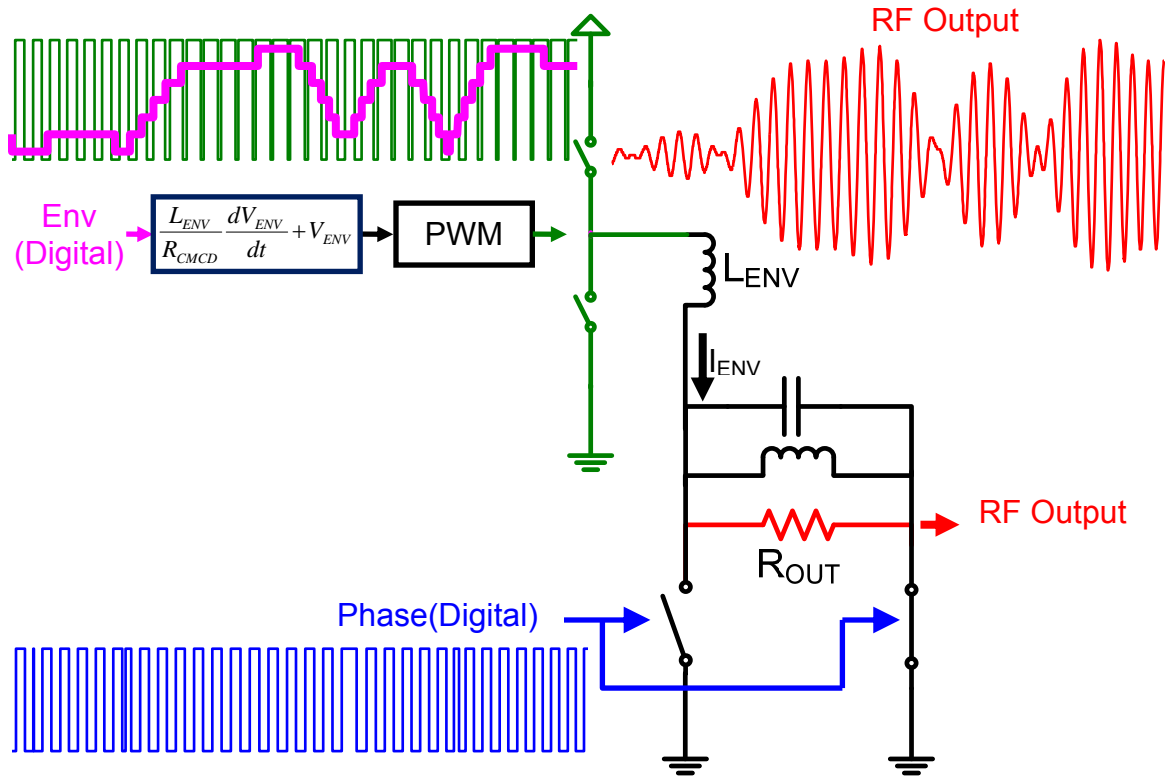 RF Output
Env
(Digital)
L_ENV/R_CMCD dV_ENV/dt + V_ENV
PWM
L_ENV
I_ENV
RF Output
R_OUT
Phase(Digital)